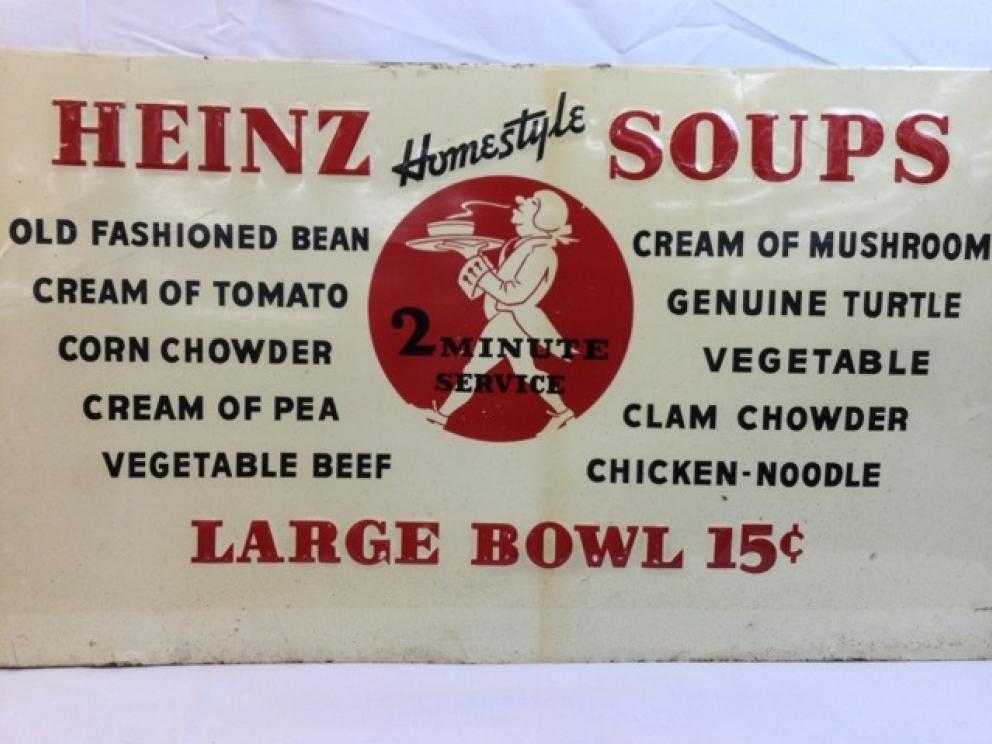 HEINZ Homestyle SOUPS
OLD FASHIONED BEAN
CREAM OF TOMATO
CORN CHOWDER
CREAM OF PEA
VEGETABLE BEEF
2 MINUTE
SERVICE
CREAM OF MUSHROOM
GENUINE TURTLE
VEGETABLE
CLAM CHOWDER
CHICKEN-NOODLE
LARGE BOWL 15¢